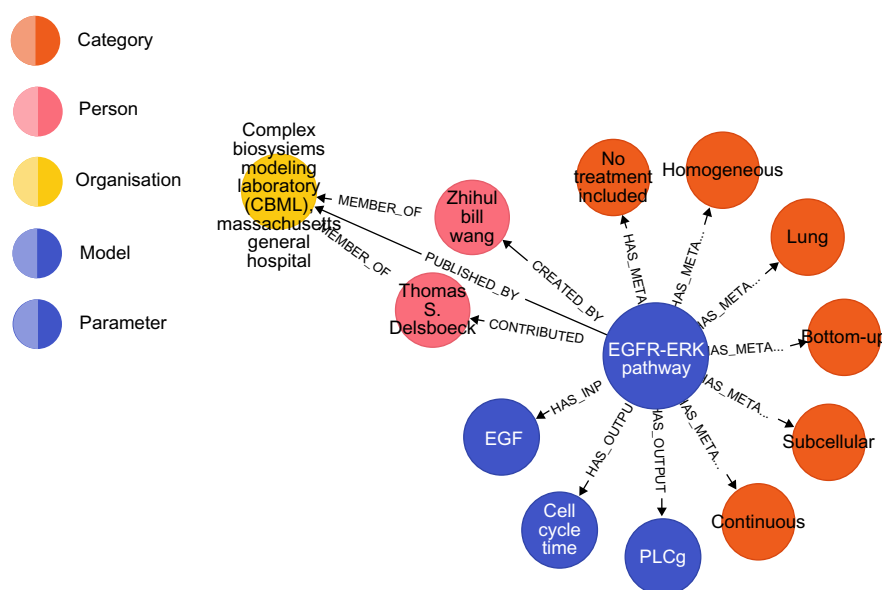 Category
Person
Organisation
Model
Parameter
Complex
biosyiems
modeling
laboratory
(CBML),
massachusetts
general
hospital
MEMBER_OF
MEMBER_OF
PUBLISHED_BY
Zhihul
bill
wang
CREATED_BY
Thomas
S.
Delsboeck
CONTRIBUTED
No
treatment
included
HAS_META
Homogeneous
HAS_META...
Lung
HAS_META...
Bottom-up
HAS_META...
EGFR-ERK
pathway
Subcellular
HAS_META...
Continuous
HAS_META...
HAS_INP
EGF
HAS_OUTPU
Cell
cycle
time
HAS_OUTPUT
PLCg